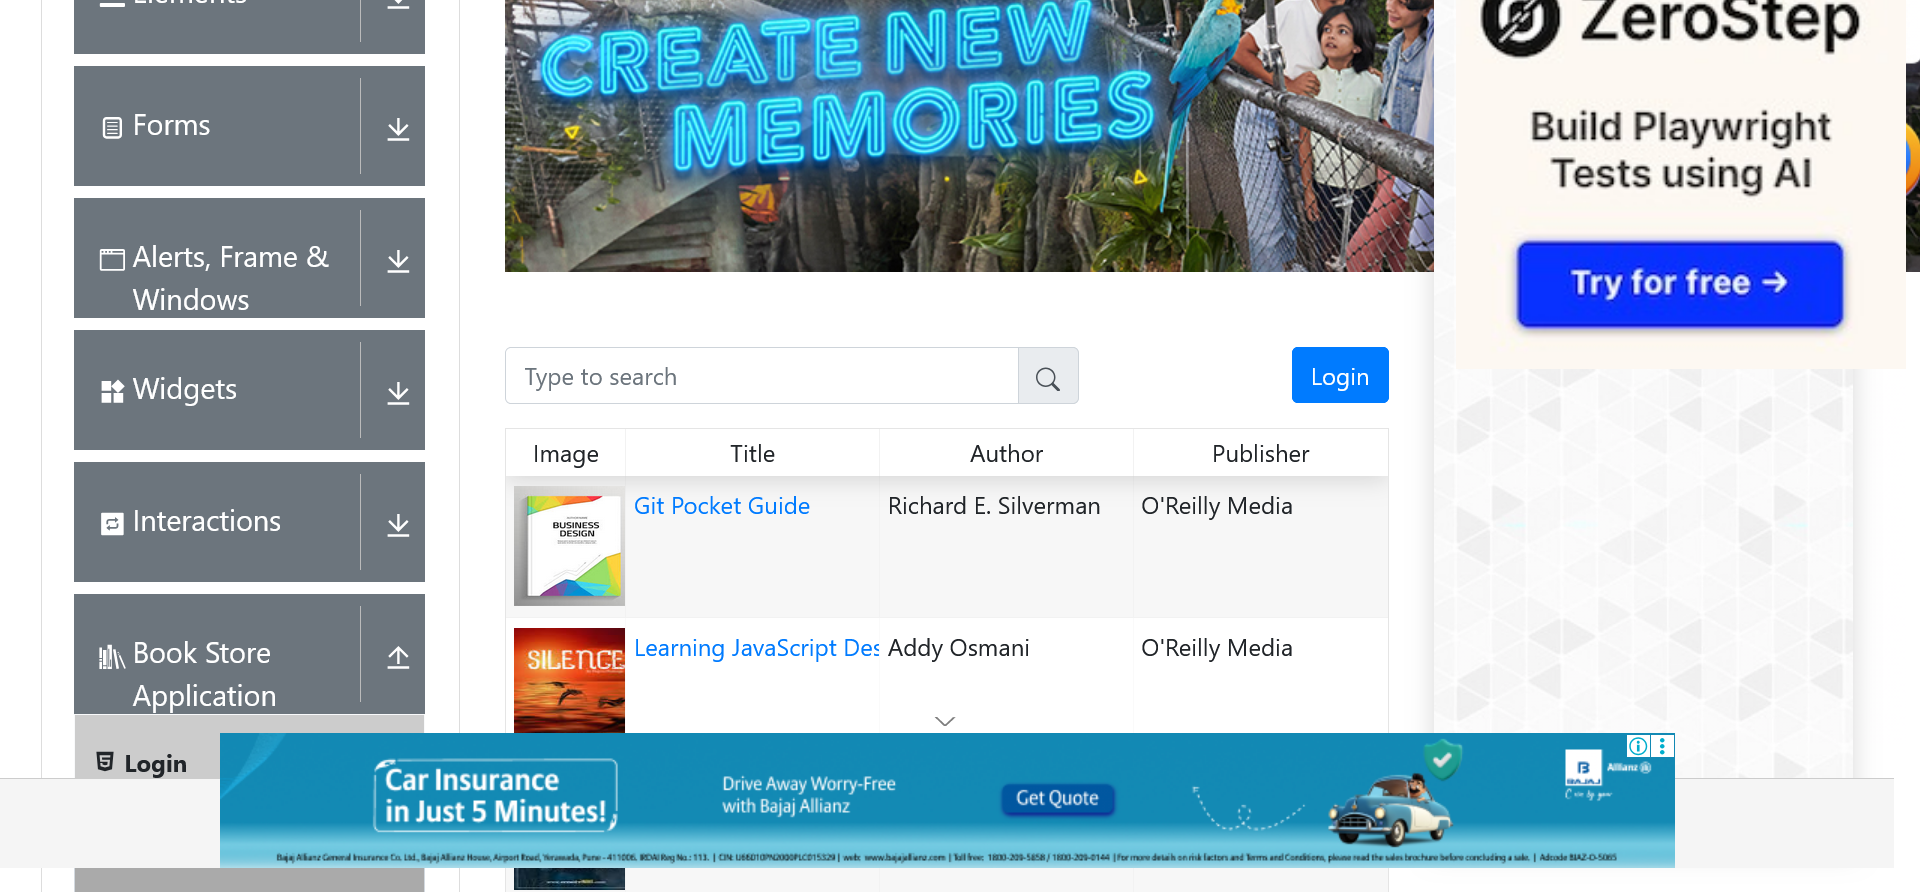 Elements
Forms
Alerts, Frame &
Windows
Widgets
Interactions
Book Store
Application
Login
CREATE NEW
MEMORIES
Type to search
Login
Image Title Author Publisher
BUSINESS
DESIGN
Git Pocket Guide Richard E. Silverman O'Reilly Media
SILENCE
Learning JavaScript Des Addy Osmani O'Reilly Media
ZeroStep
Build Playwright
Tests using AI
Try for free →
Car Insurance
in Just 5 Minutes!
Drive Away Worry-Free
with Bajaj Allianz
Get Quote
B
BAJAJ
Allianz
Bajaj Allianz General Insurance Co. Ltd., Bajaj Allianz House, Airport Road, Yerawada, Pune - 411006. IRDAI Reg No.: 113. | CIN: U66010PN2000PLC015329 | web: www.bajajallianz.com | Toll free: 1800-209-5858 / 1800-209-0144 | For more details on risk factors and Terms and Conditions, please read the sales brochure before concluding a sale. | Adcode BJAZ-O-5065